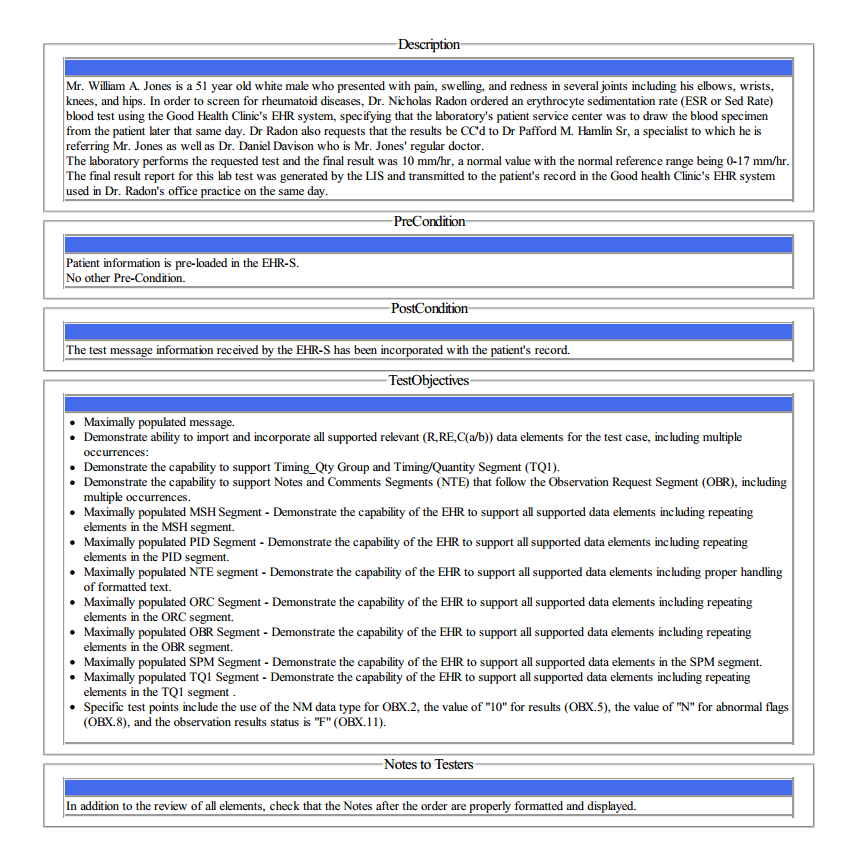 Description
Mr. William A. Jones is a 51 year old white male who presented with pain, swelling, and redness in several joints including his elbows, wrists,
knees, and hips. In order to screen for rheumatoid diseases, Dr. Nicholas Radon ordered an erythrocyte sedimentation rate (ESR or Sed Rate)
blood test using the Good Health Clinic's EHR system, specifying that the laboratory's patient service center was to draw the blood specimen
from the patient later that same day. Dr Radon also requests that the results be CC'd to Dr Pafford M. Hamlin Sr, a specialist to which he is
referring Mr. Jones as well as Dr. Daniel Davison who is Mr. Jones' regular doctor.
The laboratory performs the requested test and the final result was 10 mm/hr, a normal value with the normal reference range being 0-17 mm/hr.
The final result report for this lab test was generated by the LIS and transmitted to the patient's record in the Good health Clinic's EHR system
used in Dr. Radon's office practice on the same day.
PreCondition
Patient information is pre-loaded in the EHR-S.
No other Pre-Condition.
PostCondition
The test message information received by the EHR-S has been incorporated with the patient's record.
TestObjectives
• Maximally populated message.
• Demonstrate ability to import and incorporate all supported relevant (R,RE,C(a/b)) data elements for the test case, including multiple
occurrences:
• Demonstrate the capability to support Timing_Qty Group and Timing/Quantity Segment (TQ1).
• Demonstrate the capability to support Notes and Comments Segments (NTE) that follow the Observation Request Segment (OBR), including
multiple occurrences.
• Maximally populated MSH Segment - Demonstrate the capability of the EHR to support all supported data elements including repeating
elements in the MSH segment.
• Maximally populated PID Segment - Demonstrate the capability of the EHR to support all supported data elements including repeating
elements in the PID segment.
• Maximally populated NTE segment - Demonstrate the capability of the EHR to support all supported data elements including proper handling
of formatted text.
• Maximally populated ORC Segment - Demonstrate the capability of the EHR to support all supported data elements including repeating
elements in the ORC segment.
• Maximally populated OBR Segment - Demonstrate the capability of the EHR to support all supported data elements including repeating
elements in the OBR segment.
• Maximally populated SPM Segment - Demonstrate the capability of the EHR to support all supported data elements in the SPM segment.
• Maximally populated TQ1 Segment - Demonstrate the capability of the EHR to support all supported data elements including repeating
elements in the TQ1 segment .
• Specific test points include the use of the NM data type for OBX.2, the value of "10" for results (OBX.5), the value of "N" for abnormal flags
(OBX.8), and the observation results status is "F" (OBX.11).
Notes to Testers
In addition to the review of all elements, check that the Notes after the order are properly formatted and displayed.